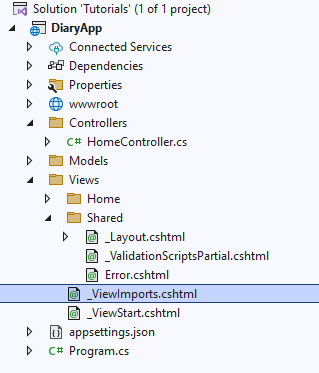 Solution 'Tutorials' (1 of 1 project)
DiaryApp
Connected Services
Dependencies
Properties
wwwroot
Controllers
C# HomeController.cs
Models
Views
Home
Shared
_Layout.cshtml
_ValidationScriptsPartial.cshtml
Error.cshtml
_ViewImports.cshtml
_ViewStart.cshtml
appsettings.json
C# Program.cs